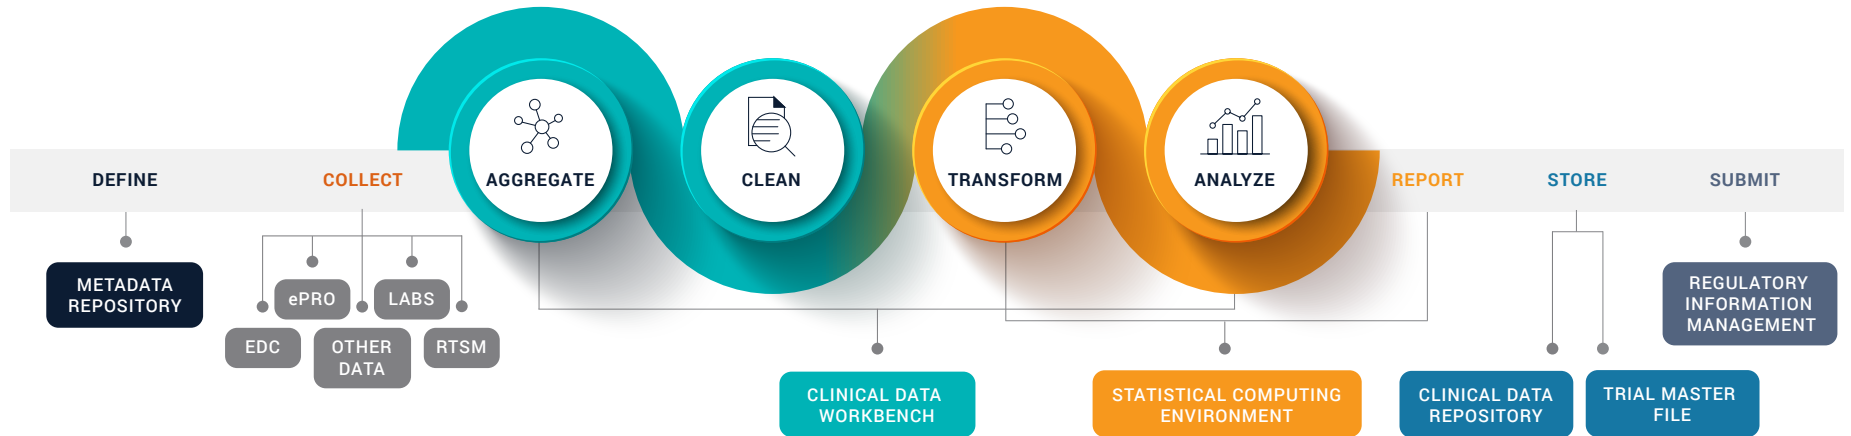 DEFINE
COLLECT
AGGREGATE
CLEAN
TRANSFORM
ANALYZE
REPORT
STORE
SUBMIT
METADATA
REPOSITORY
ePRO
LABS
EDC
OTHER
DATA
RTSM
CLINICAL DATA
WORKBENCH
STATISTICAL COMPUTING
ENVIRONMENT
CLINICAL DATA
REPOSITORY
TRIAL MASTER
FILE
REGULATORY
INFORMATION
MANAGEMENT